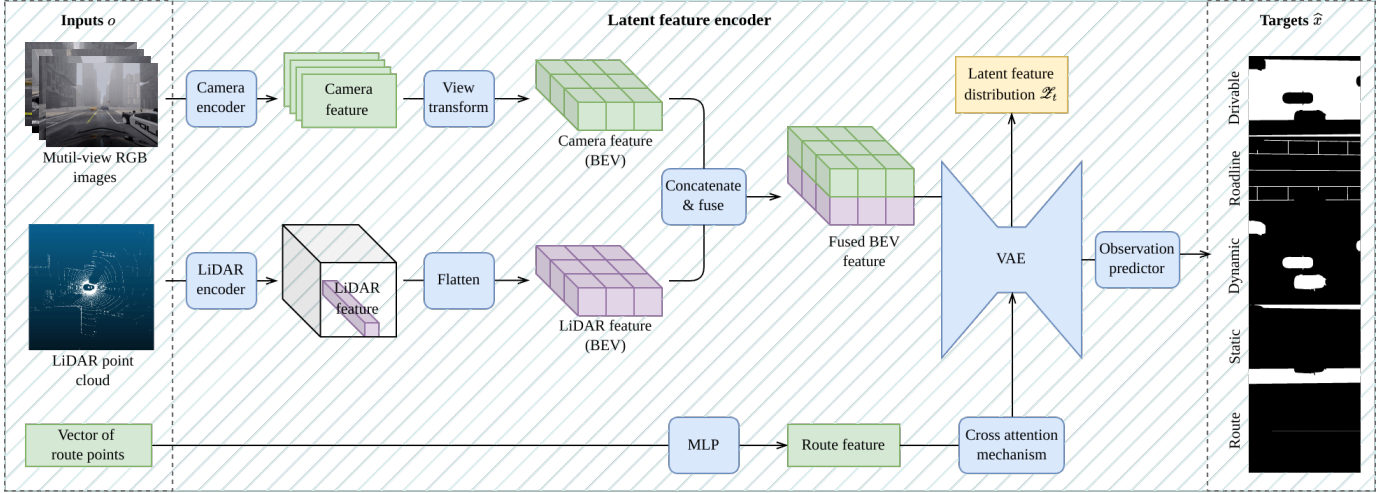 Inputs o
Latent feature encoder
Targets x̂
Mutil-view RGB
images
Camera
encoder
Camera
feature
View
transform
Camera feature
(BEV)
Latent feature
distribution 𝒵_t
LiDAR point
cloud
LiDAR
encoder
LiDAR
feature
Flatten
LiDAR feature
(BEV)
Concatenate
& fuse
Fused BEV
feature
VAE
Observation
predictor
Vector of
route points
MLP
Route feature
Cross attention
mechanism
Drivable
Roadline
Dynamic
Static
Route